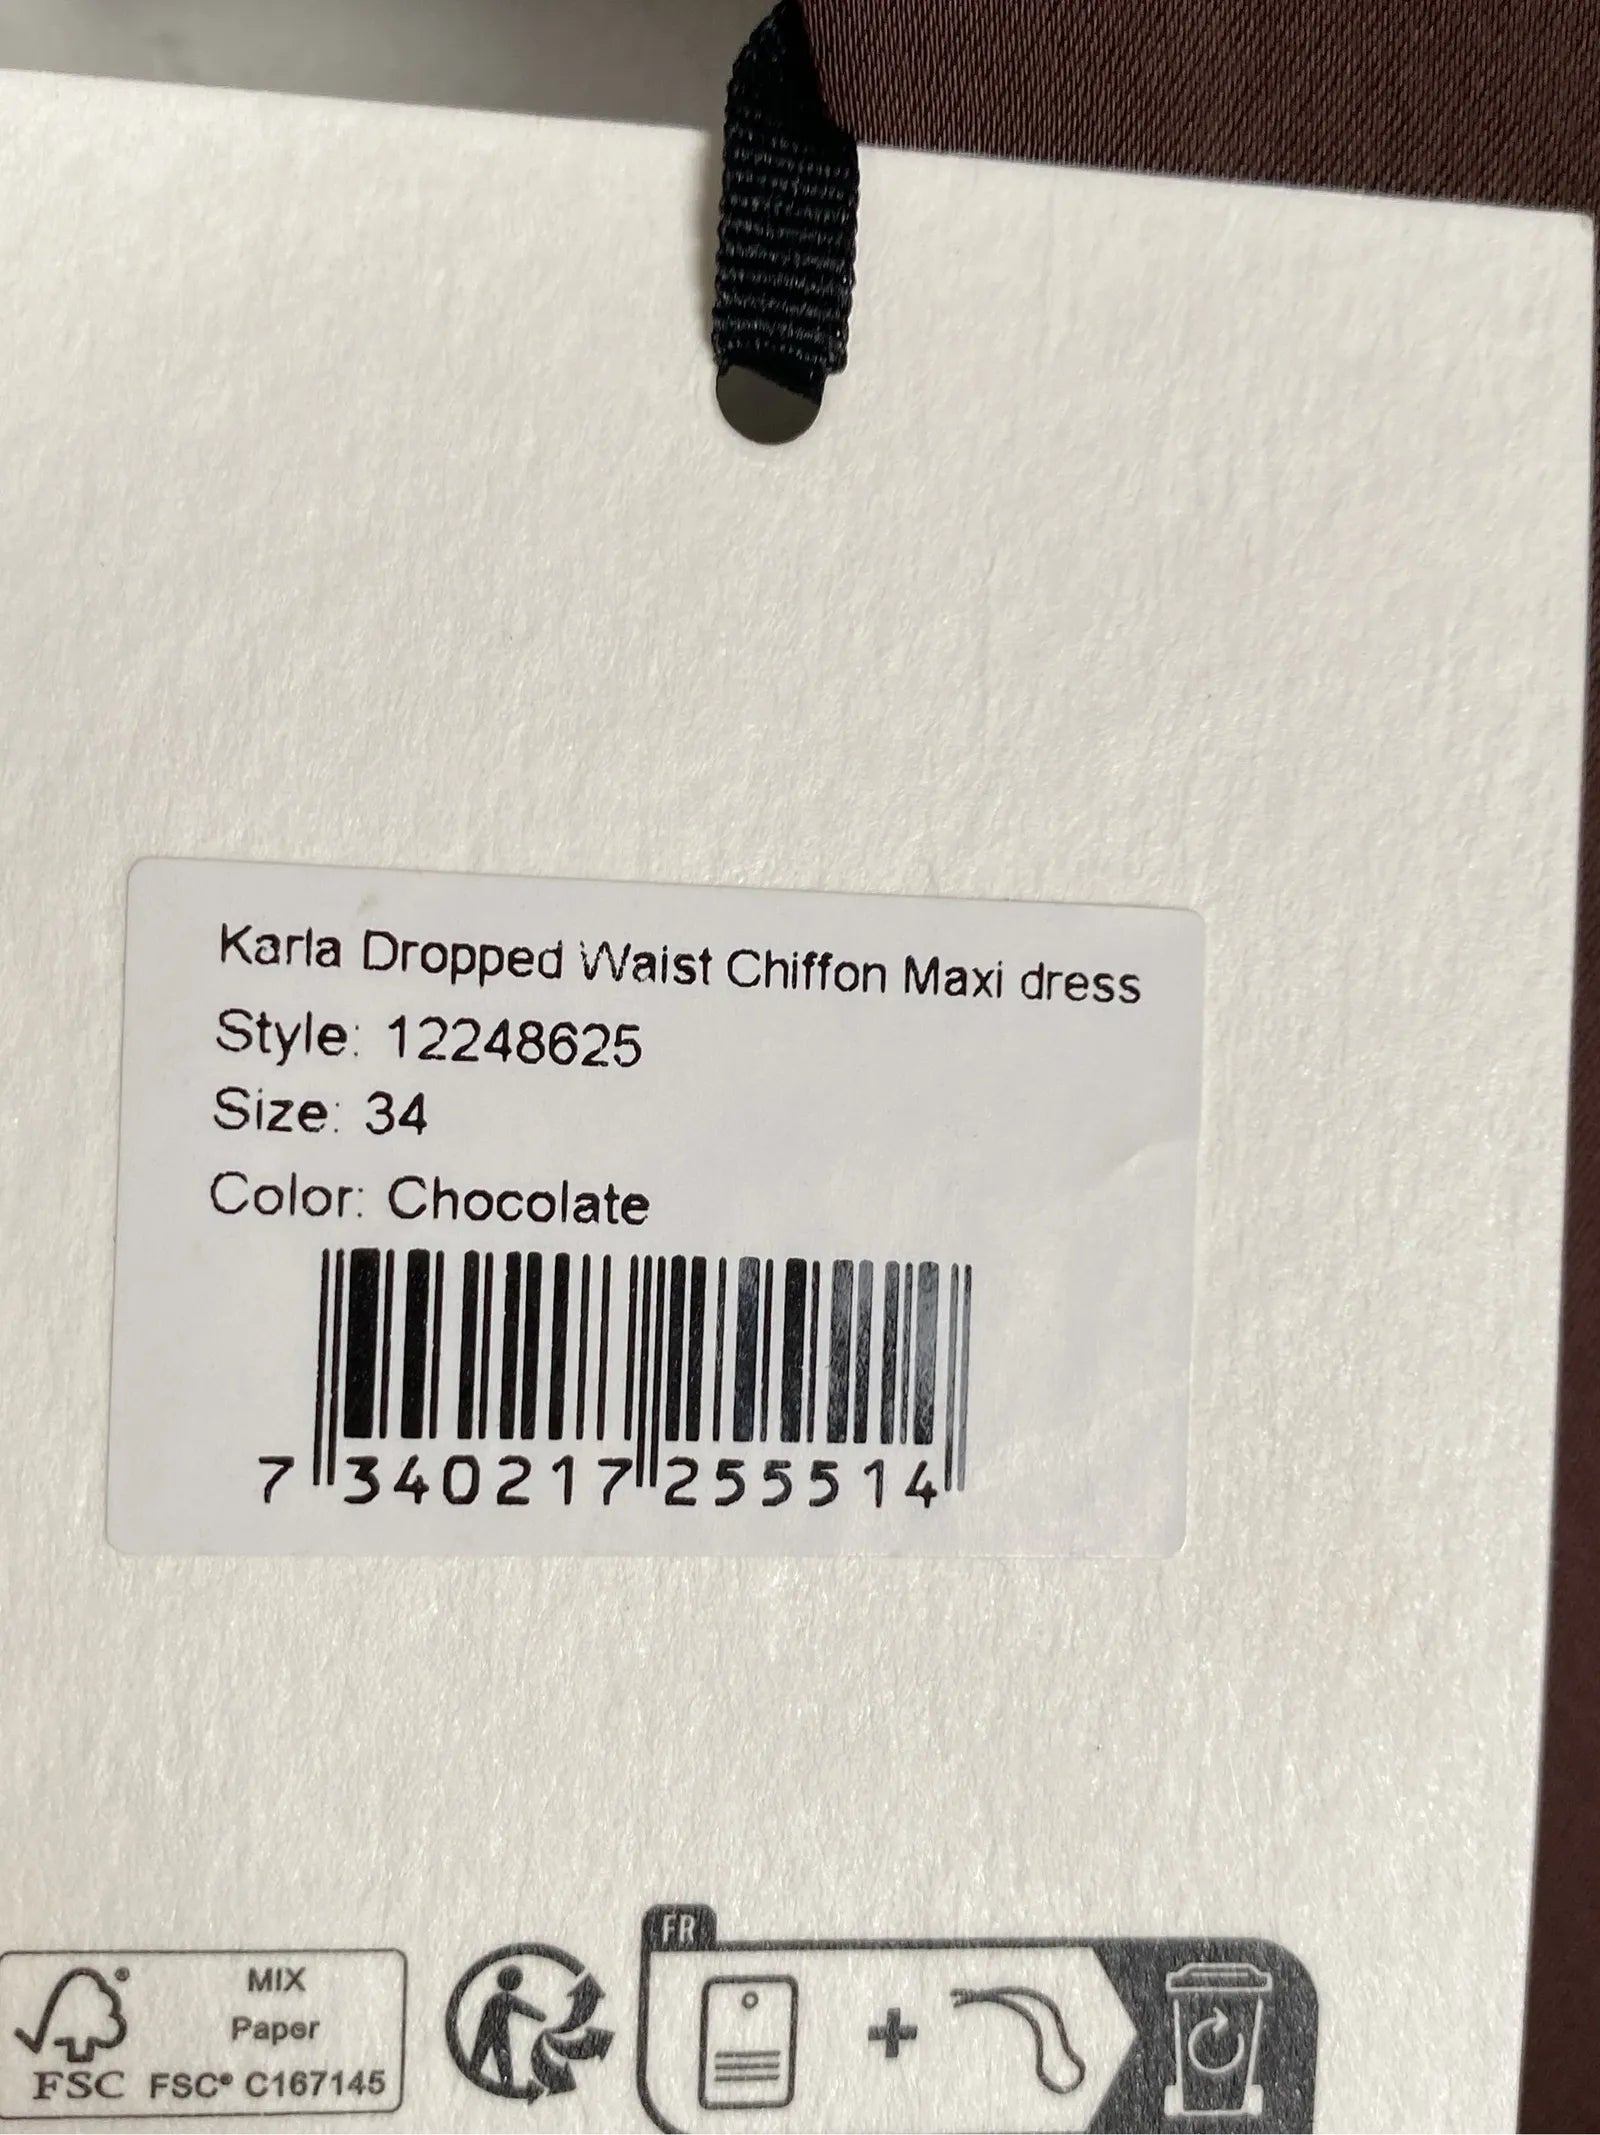 Karla Dropped Waist Chiffon Maxi dress
Style: 12248625
Size: 34
Color: Chocolate
7 340217 255514
FR
MIX
Paper
FSC FSC® C167145